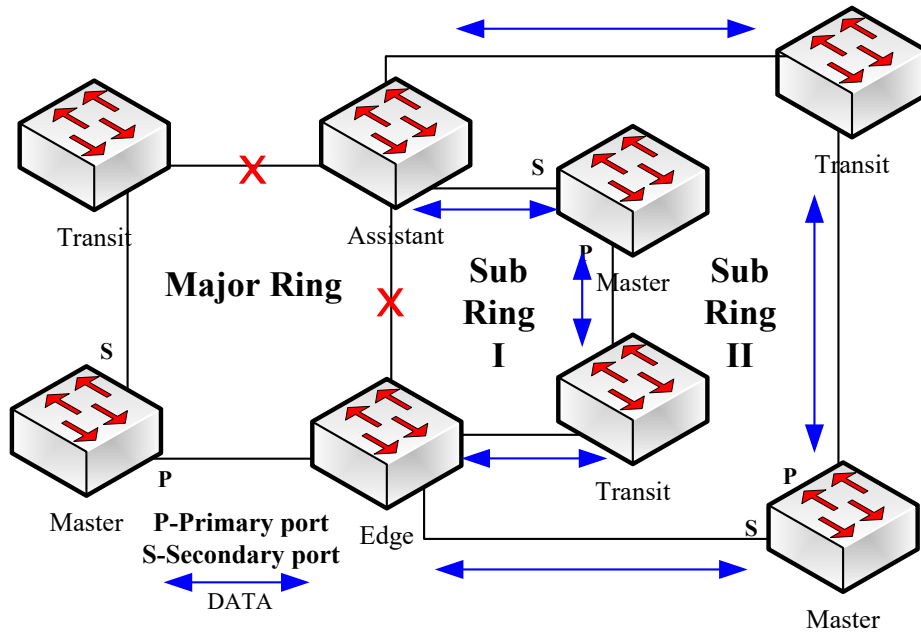 S
Transit
Transit
Assistant
P
Major Ring
Sub
Ring
I
Master
Sub
Ring
II
S
P
Master
P-Primary port
S-Secondary port
DATA
Edge
Transit
P
S
Master